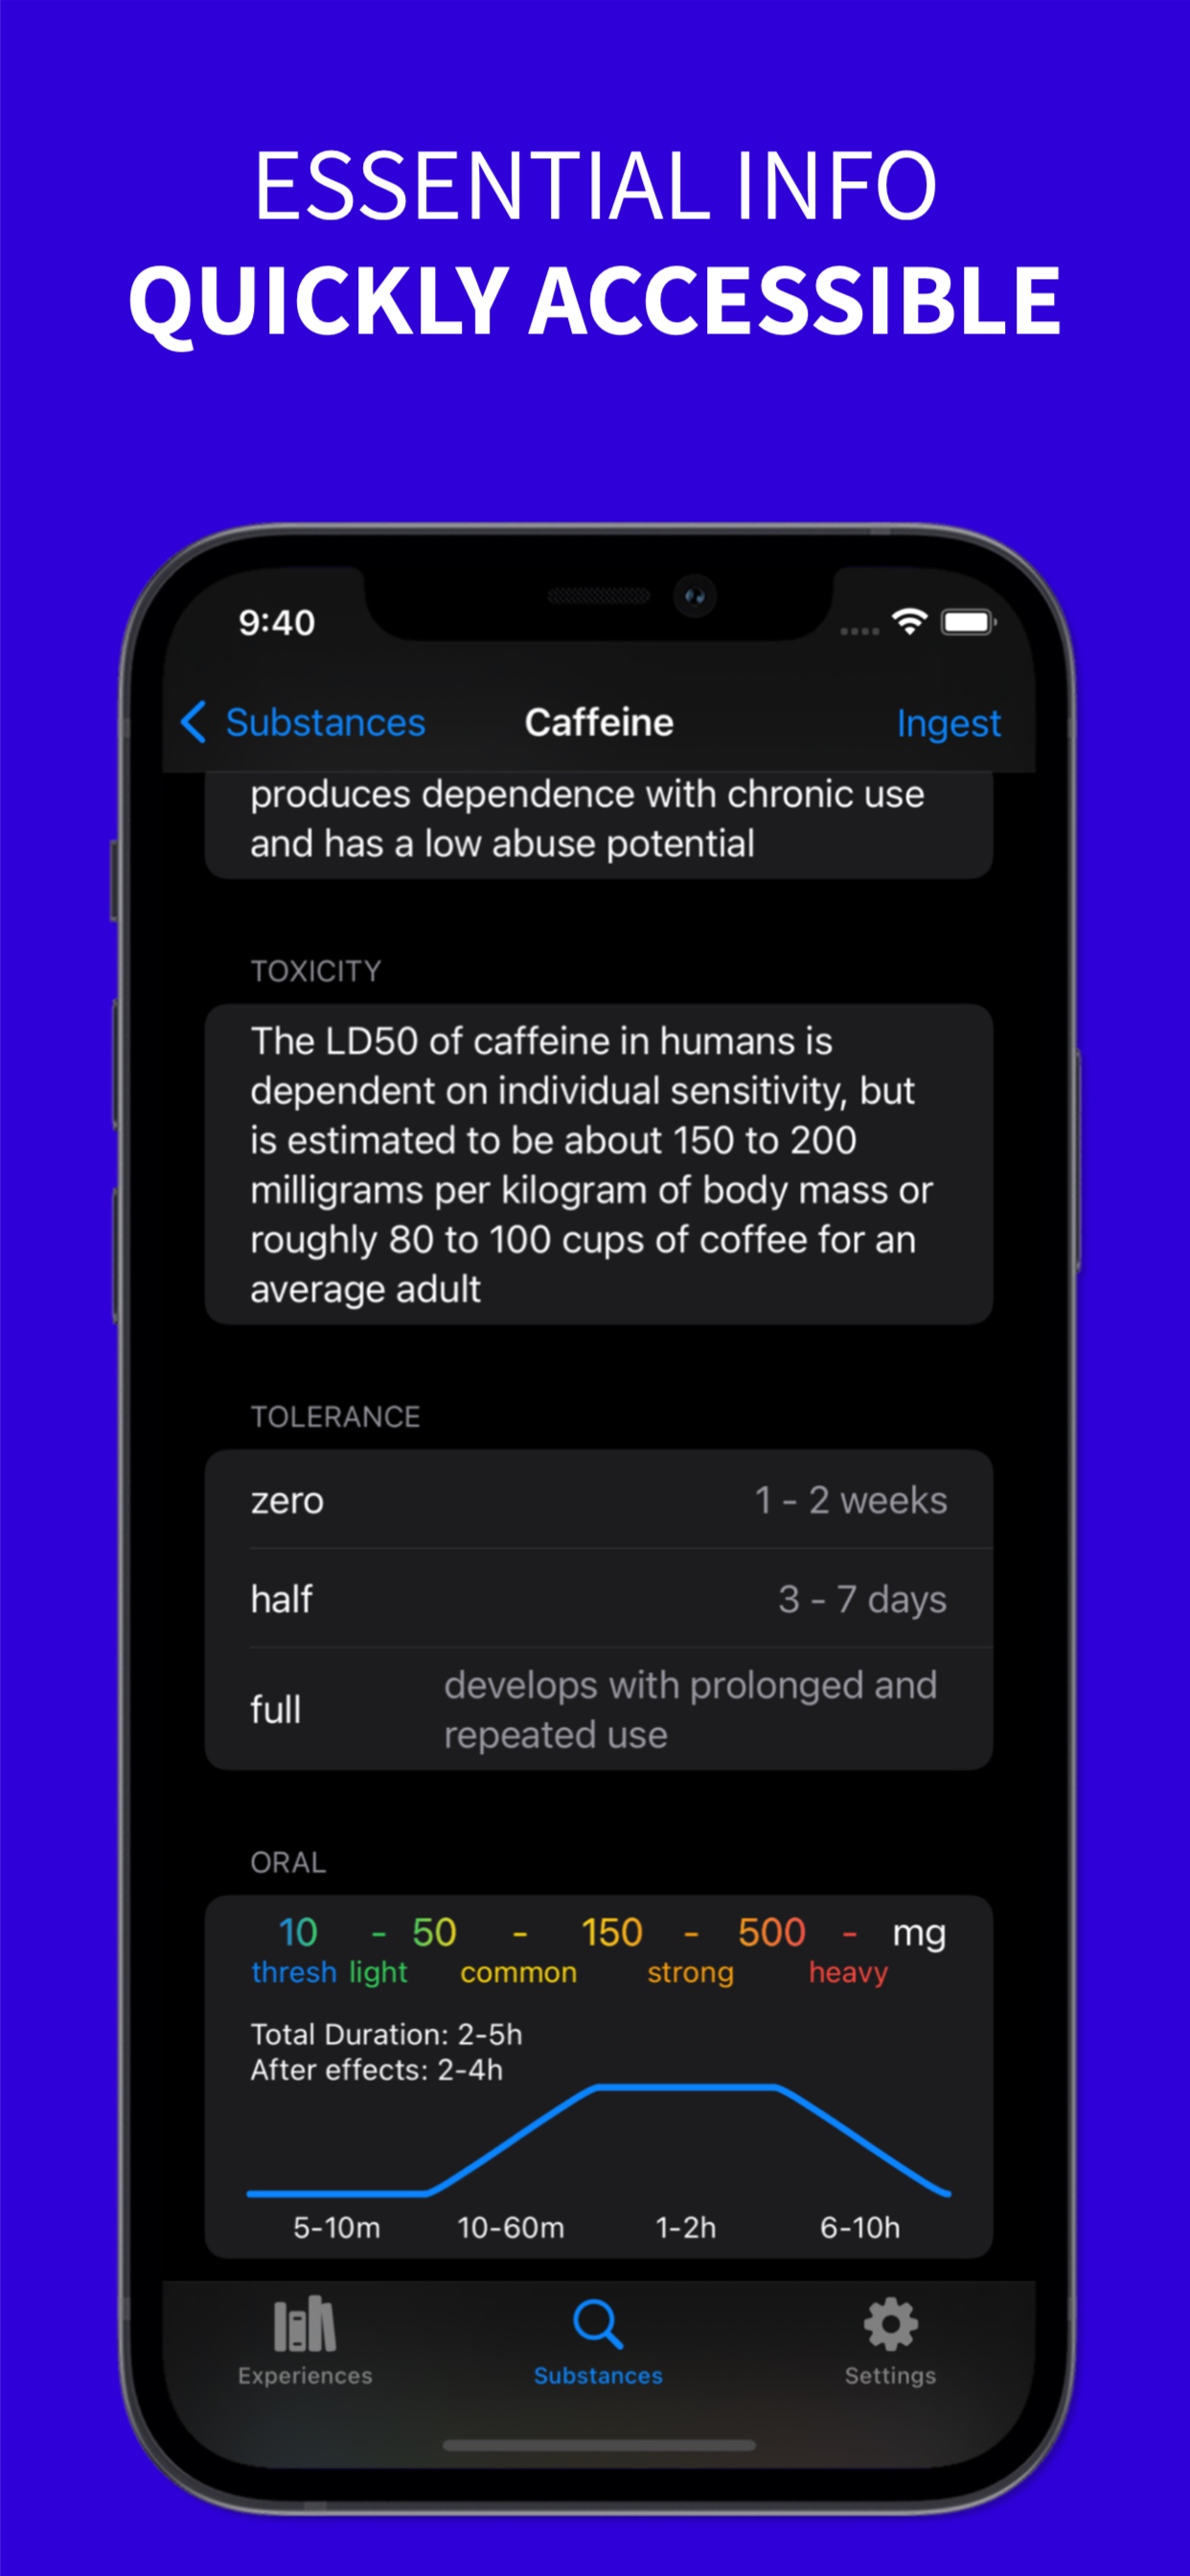 ESSENTIAL INFO
QUICKLY ACCESSIBLE
9:40
Substances Caffeine Ingest
produces dependence with chronic use
and has a low abuse potential
TOXICITY
The LD50 of caffeine in humans is
dependent on individual sensitivity, but
is estimated to be about 150 to 200
milligrams per kilogram of body mass or
roughly 80 to 100 cups of coffee for an
average adult
TOLERANCE
zero 1 - 2 weeks
half 3 - 7 days
full develops with prolonged and
repeated use
ORAL
10 - 50 - 150 - 500 - mg
thresh light common strong heavy
Total Duration: 2-5h
After effects: 2-4h
5-10m 10-60m 1-2h 6-10h
Experiences Substances Settings